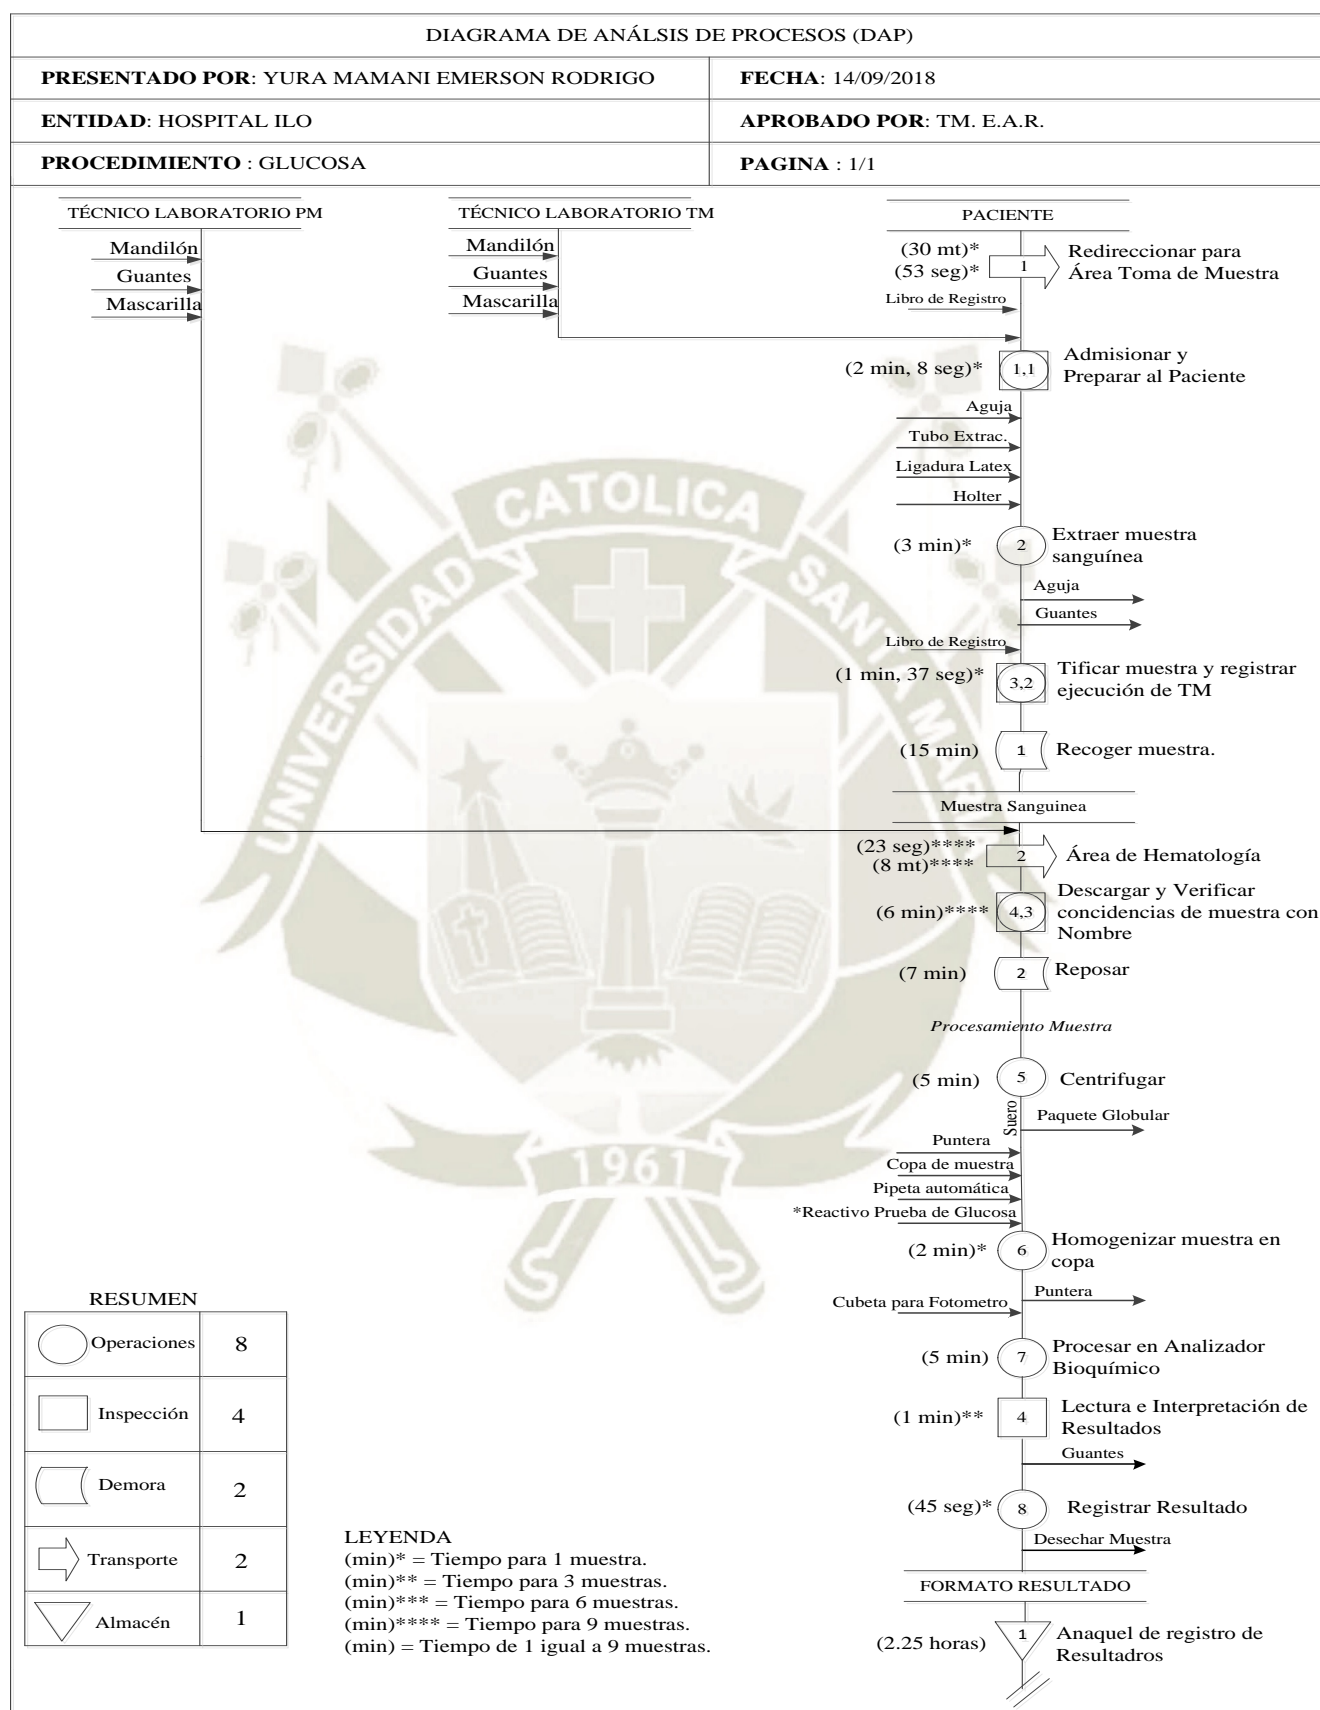 DIAGRAMA DE ANÁLSIS DE PROCESOS (DAP)
PRESENTADO POR: YURA MAMANI EMERSON RODRIGO
FECHA: 14/09/2018
ENTIDAD: HOSPITAL ILO
APROBADO POR: TM. E.A.R.
PROCEDIMIENTO : GLUCOSA
PAGINA : 1/1
TÉCNICO LABORATORIO PM
Mandilón
Guantes
Mascarilla
TÉCNICO LABORATORIO TM
Mandilón
Guantes
Mascarilla
PACIENTE
(30 mt)*
(53 seg)*
1
Redireccionar para
Área Toma de Muestra
Libro de Registro
(2 min, 8 seg)*
1,1
Admisionar y
Preparar al Paciente
Aguja
Tubo Extrac.
Ligadura Latex
Holter
(3 min)*
2
Extraer muestra
sanguínea
Aguja
Guantes
Libro de Registro
(1 min, 37 seg)*
3,2
Tificar muestra y registrar
ejecución de TM
(15 min)
1
Recoger muestra.
Muestra Sanguinea
(23 seg)****
(8 mt)****
2
Área de Hematología
(6 min)****
4,3
Descargar y Verificar
concidencias de muestra con
Nombre
(7 min)
2
Reposar
Procesamiento Muestra
(5 min)
5
Centrifugar
Suero
Paquete Globular
Puntera
Copa de muestra
Pipeta automática
*Reactivo Prueba de Glucosa
(2 min)*
6
Homogenizar muestra en
copa
Puntera
Cubeta para Fotometro
(5 min)
7
Procesar en Analizador
Bioquímico
(1 min)**
4
Lectura e Interpretación de
Resultados
Guantes
(45 seg)*
8
Registrar Resultado
Desechar Muestra
FORMATO RESULTADO
(2.25 horas)
1
Anaquel de registro de
Resultadros
RESUMEN
Operaciones 8
Inspección 4
Demora 2
Transporte 2
Almacén 1
LEYENDA
(min)* = Tiempo para 1 muestra.
(min)** = Tiempo para 3 muestras.
(min)*** = Tiempo para 6 muestras.
(min)**** = Tiempo para 9 muestras.
(min) = Tiempo de 1 igual a 9 muestras.
UNIVERSIDAD CATOLICA SANTA MARIA
1961